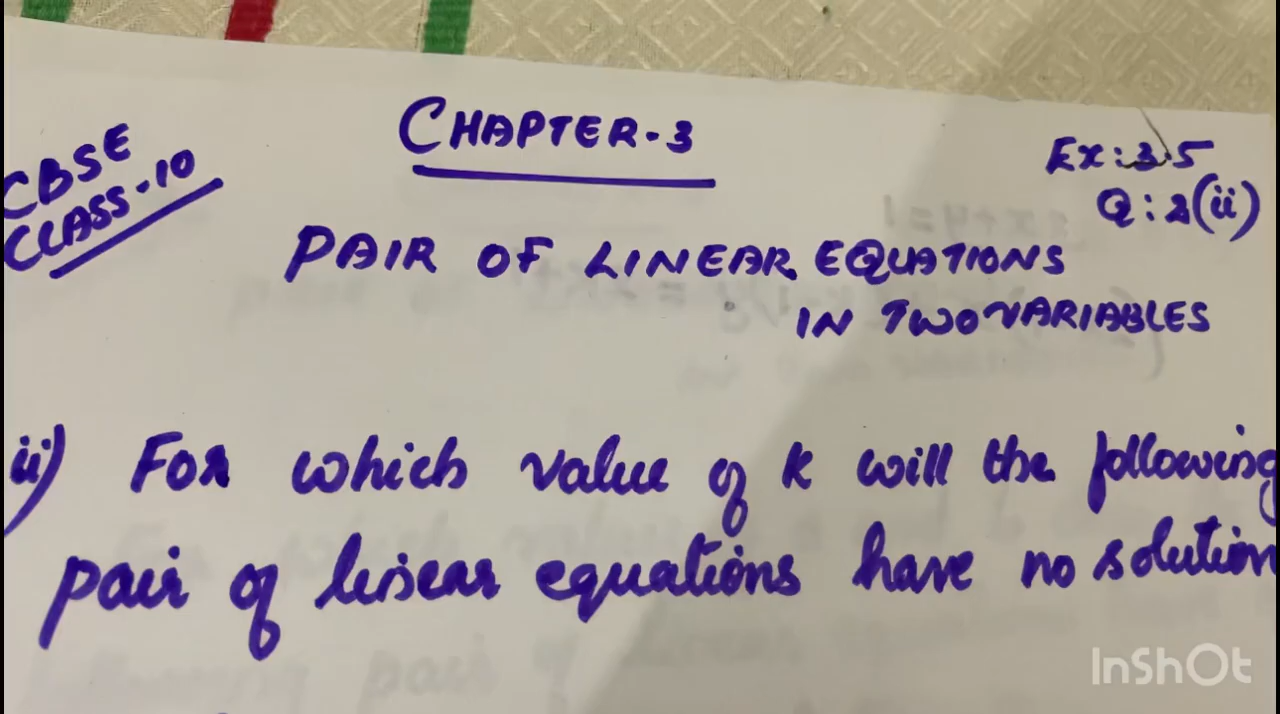 CHAPTER-3
CBSE
CLASS-10
Ex: 3.5
Q: 2(ii)
PAIR OF LINEAR EQUATIONS
IN TWO VARIABLES
ii) For which value of k will the following
pair of linear equations have no solution
InShOt